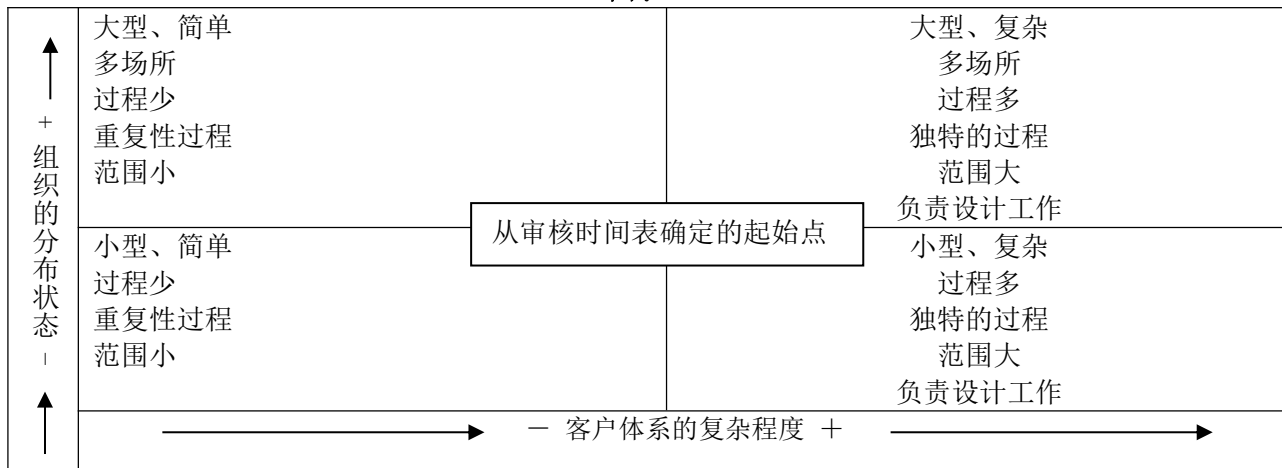 大型、简单
多场所
过程少
重复性过程
范围小
大型、复杂
多场所
过程多
独特的过程
范围大
负责设计工作
从审核时间表确定的起始点
小型、简单
过程少
重复性过程
范围小
小型、复杂
过程多
独特的过程
范围大
负责设计工作
+ 组织的分布状态 -
－ 客户体系的复杂程度 ＋